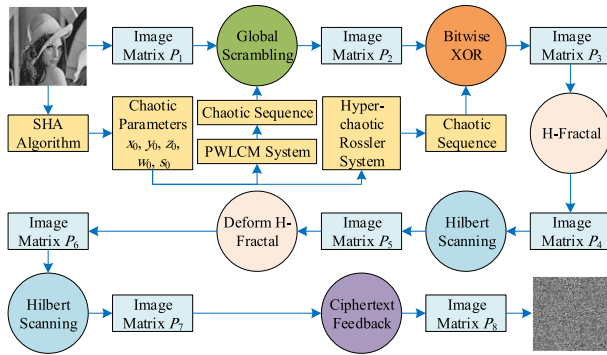 Image
Matrix P1
Global
Scrambling
Image
Matrix P2
Bitwise
XOR
Image
Matrix P3
SHA
Algorithm
Chaotic
Parameters
x0, y0, z0,
w0, s0
Chaotic Sequence
PWLCM System
Hyper-
chaotic
Rossler
System
Chaotic
Sequence
H-Fractal
Image
Matrix P6
Deform H-
Fractal
Image
Matrix P5
Hilbert
Scanning
Image
Matrix P4
Hilbert
Scanning
Image
Matrix P7
Ciphertext
Feedback
Image
Matrix P8